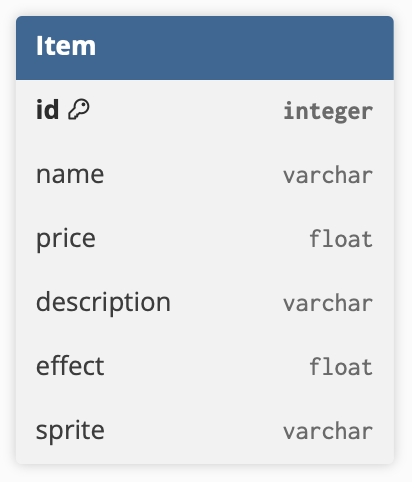 Item
id integer
name varchar
price float
description varchar
effect float
sprite varchar